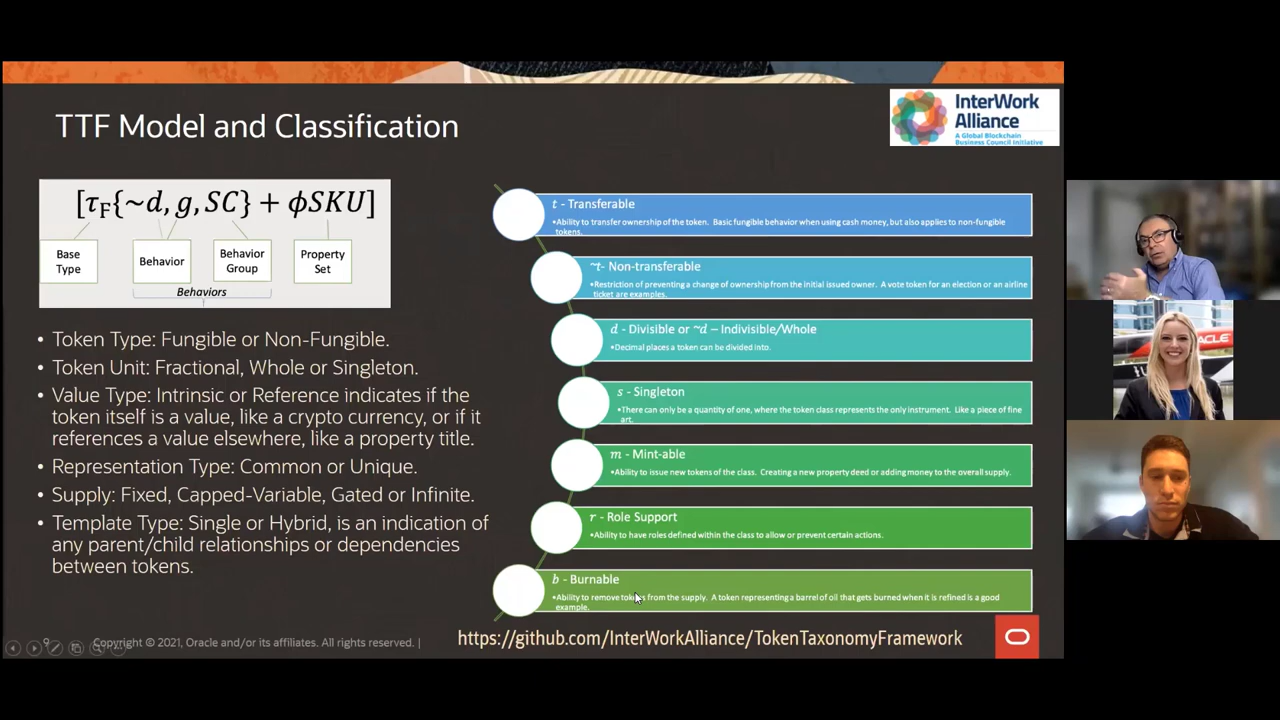 TTF Model and Classification
InterWork
Alliance
A Global Blockchain
Business Council Initiative
[τF{~d, g, SC} + ϕSKU]
Base
Type
Behavior
Behavior
Group
Property
Set
Behaviors
• Token Type: Fungible or Non-Fungible.
• Token Unit: Fractional, Whole or Singleton.
• Value Type: Intrinsic or Reference indicates if the
token itself is a value, like a crypto currency, or if it
references a value elsewhere, like a property title.
• Representation Type: Common or Unique.
• Supply: Fixed, Capped-Variable, Gated or Infinite.
• Template Type: Single or Hybrid, is an indication of
any parent/child relationships or dependencies
between tokens.
t - Transferable
•Ability to transfer ownership of the token. Basic fungible behavior when using cash money, but also applies to non-fungible
tokens.
~t- Non-transferable
•Restriction of preventing a change of ownership from the initial issued owner. A vote token for an election or an airline
ticket are examples.
d - Divisible or ~d – Indivisible/Whole
•Decimal places a token can be divided into.
s - Singleton
•There can only be a quantity of one, where the token class represents the only instrument. Like a piece of fine
art.
m - Mint-able
•Ability to issue new tokens of the class. Creating a new property deed or adding money to the overall supply.
r - Role Support
•Ability to have roles defined within the class to allow or prevent certain actions.
b - Burnable
•Ability to remove tokens from the supply. A token representing a barrel of oil that gets burned when it is refined is a good
example.
9 Copyright © 2021, Oracle and/or its affiliates. All rights reserved. |
https://github.com/InterWorkAlliance/TokenTaxonomyFramework